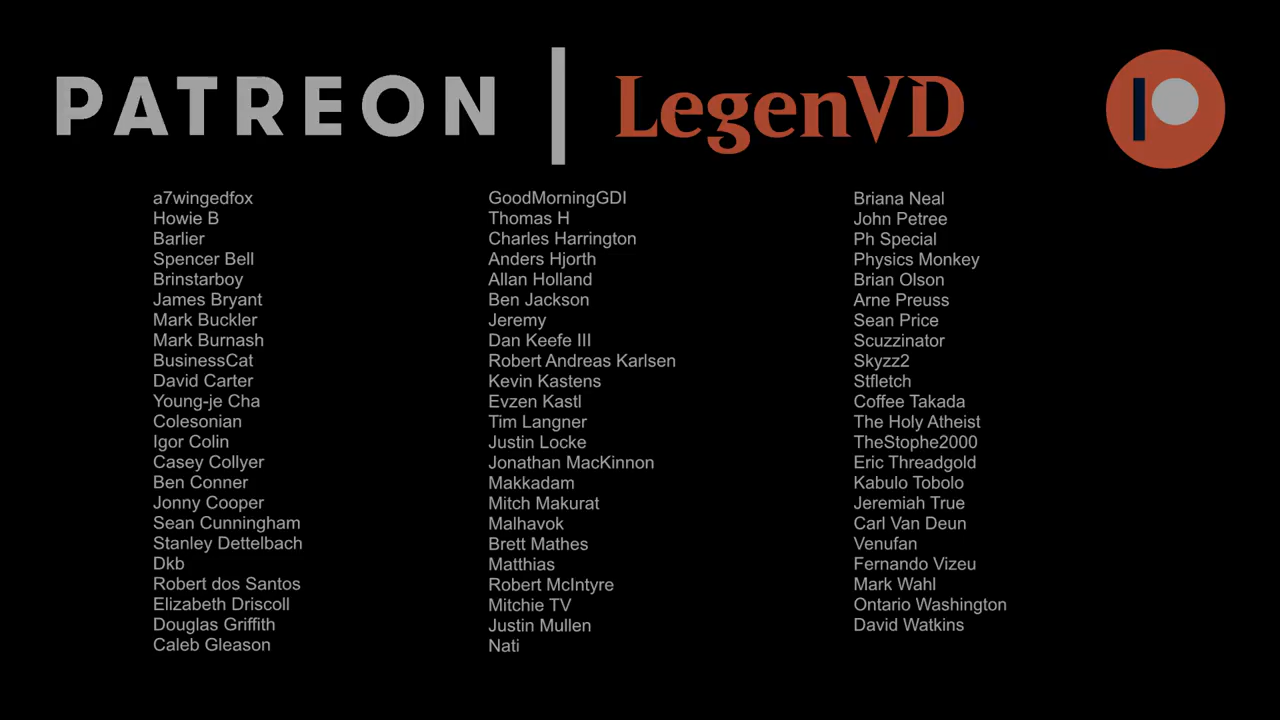 PATREON | LegenVD
a7wingedfox
Howie B
Barlier
Spencer Bell
Brinstarboy
James Bryant
Mark Buckler
Mark Burnash
BusinessCat
David Carter
Young-je Cha
Colesonian
Igor Colin
Casey Collyer
Ben Conner
Jonny Cooper
Sean Cunningham
Stanley Dettelbach
Dkb
Robert dos Santos
Elizabeth Driscoll
Douglas Griffith
Caleb Gleason
GoodMorningGDI
Thomas H
Charles Harrington
Anders Hjorth
Allan Holland
Ben Jackson
Jeremy
Dan Keefe III
Robert Andreas Karlsen
Kevin Kastens
Evzen Kastl
Tim Langner
Justin Locke
Jonathan MacKinnon
Makkadam
Mitch Makurat
Malhavok
Brett Mathes
Matthias
Robert McIntyre
Mitchie TV
Justin Mullen
Nati
Briana Neal
John Petree
Ph Special
Physics Monkey
Brian Olson
Arne Preuss
Sean Price
Scuzzinator
Skyzz2
Stfletch
Coffee Takada
The Holy Atheist
TheStophe2000
Eric Threadgold
Kabulo Tobolo
Jeremiah True
Carl Van Deun
Venufan
Fernando Vizeu
Mark Wahl
Ontario Washington
David Watkins